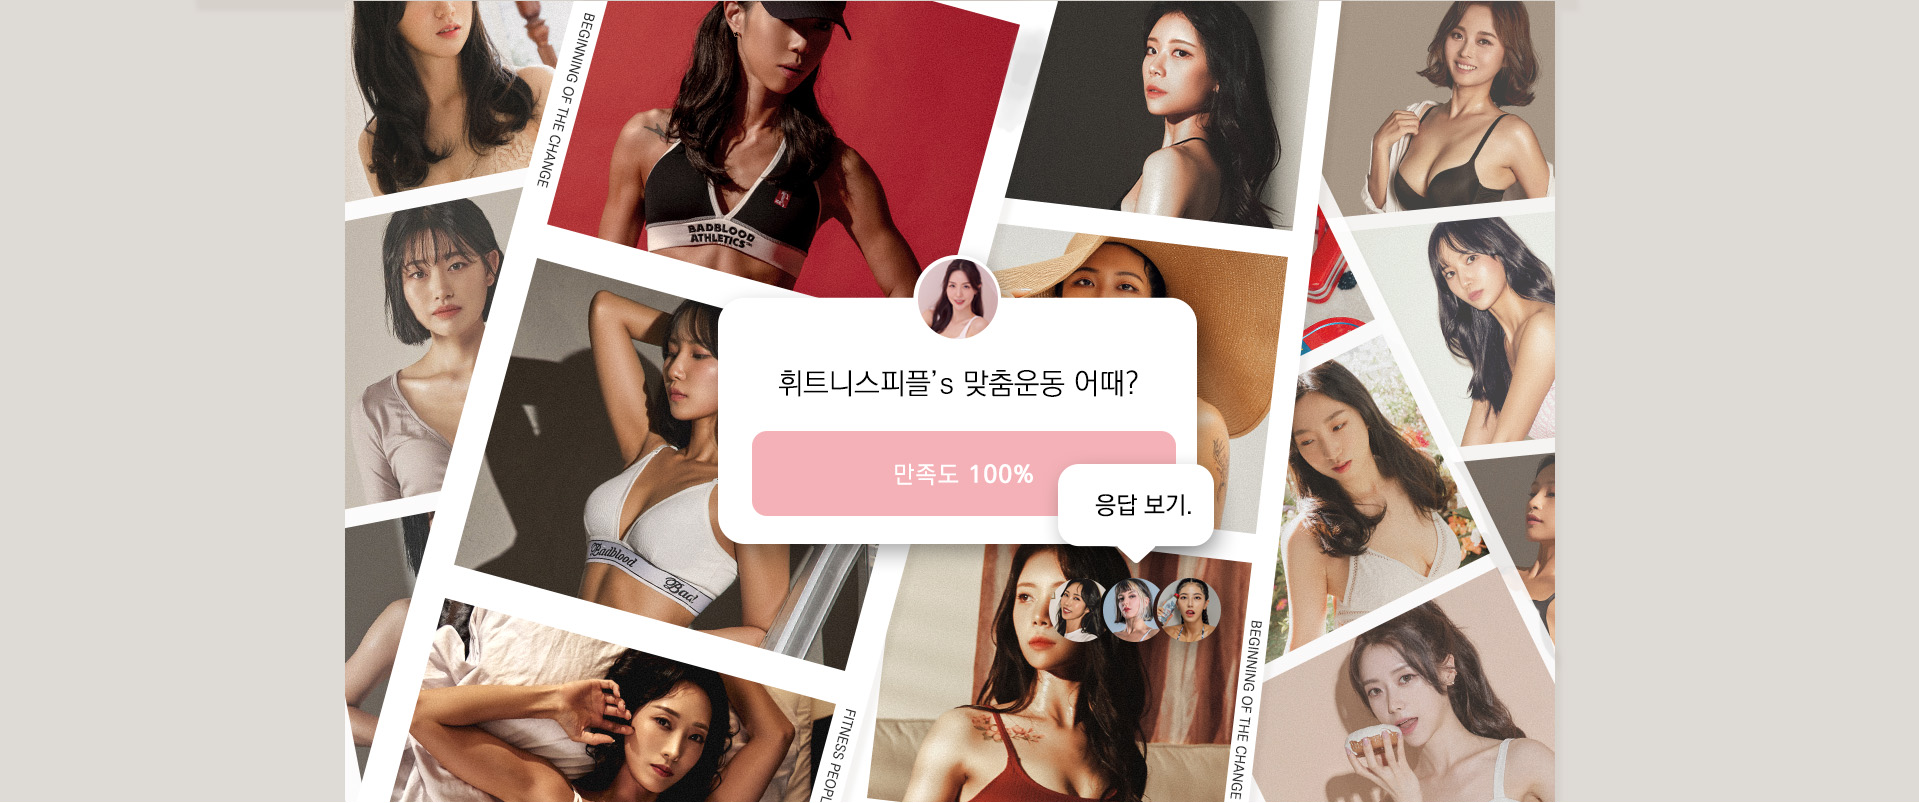 BEGINNING OF THE CHANGE
BADBLOOD
ATHLETICS
휘트니스피플's 맞춤운동 어때?
만족도 100%
응답 보기.
Badblood
Bad
BEGINNING OF THE CHANGE
FITNESS PEOPL